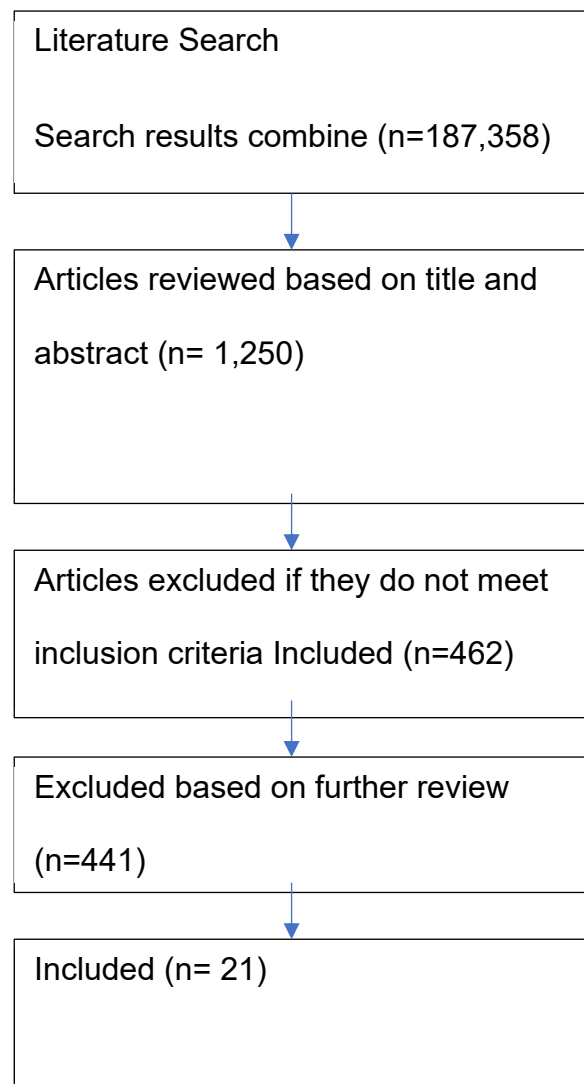 Literature Search
Search results combine (n=187,358)
Articles reviewed based on title and
abstract (n= 1,250)
Articles excluded if they do not meet
inclusion criteria Included (n=462)
Excluded based on further review
(n=441)
Included (n= 21)